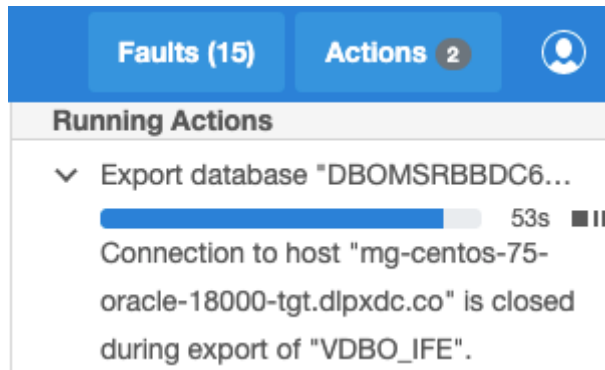 Faults (15) Actions 2
Running Actions
Export database "DBOMSRBBDC6...
53s
Connection to host "mg-centos-75-
oracle-18000-tgt.dlpxdc.co" is closed
during export of "VDBO_IFE".